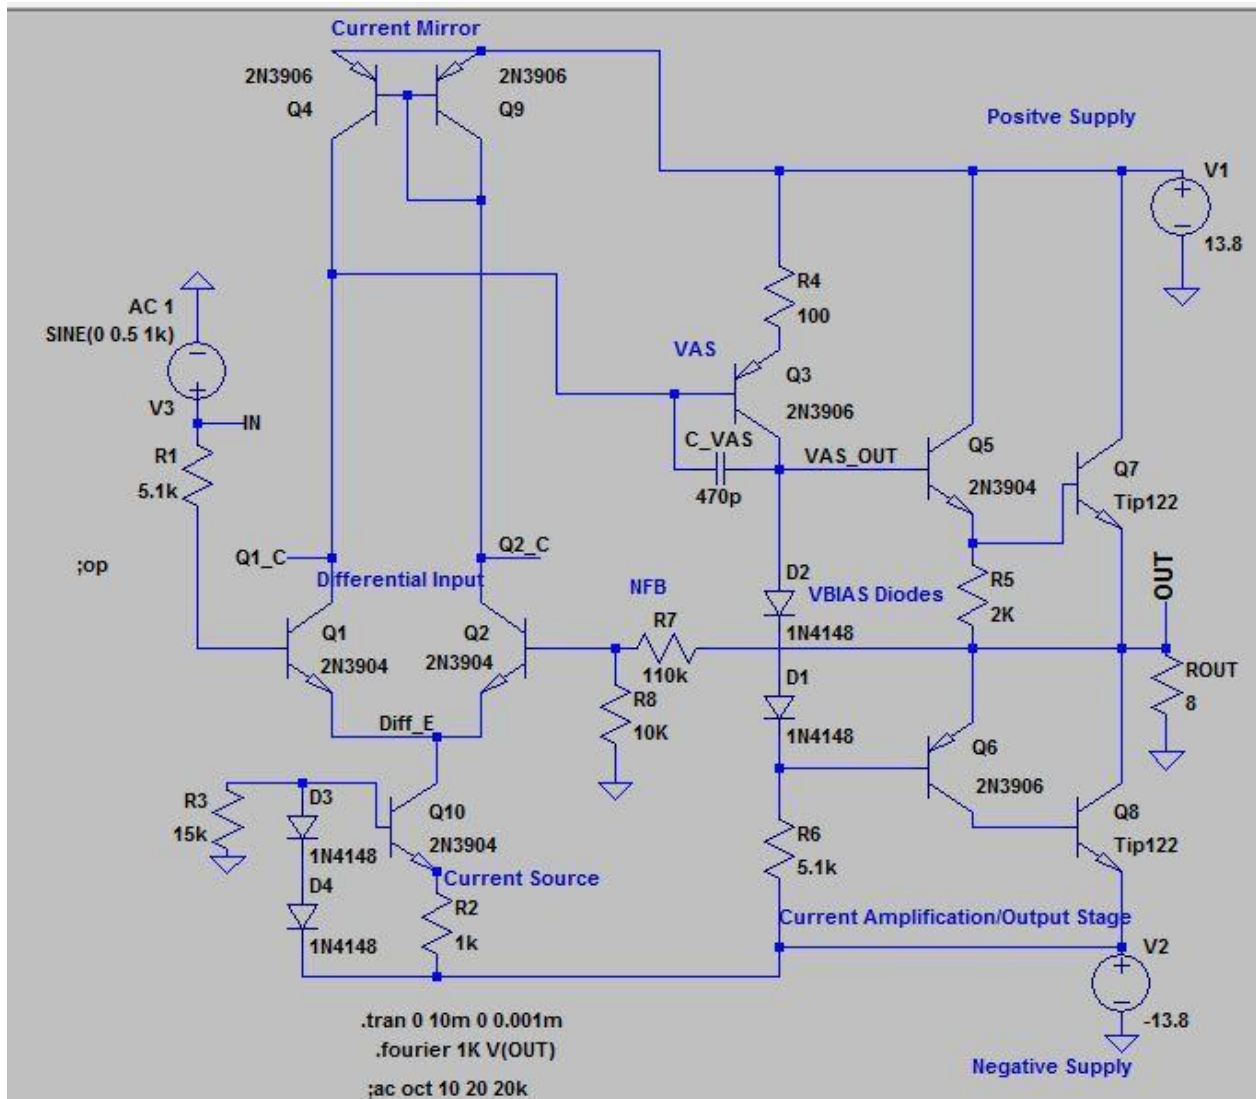 Current Mirror
2N3906
Q4
2N3906
Q9
Positve Supply
V1
13.8
AC 1
SINE(0 0.5 1k)
V3
IN
R1
5.1k
R4
100
VAS
Q3
2N3906
C_VAS
470p
VAS_OUT
Q5
2N3904
Q7
Tip122
;op
Q1_C
Q2_C
Differential Input
Q1
2N3904
Q2
2N3904
NFB
R7
110k
R8
10K
D2
VBIAS Diodes
1N4148
D1
1N4148
R5
2K
OUT
ROUT
8
Diff_E
Q6
2N3906
R3
15k
D3
1N4148
D4
1N4148
Q10
2N3904
Current Source
R2
1k
R6
5.1k
Q8
Tip122
Current Amplification/Output Stage
V2
-13.8
Negative Supply
.tran 0 10m 0 0.001m
.fourier 1K V(OUT)
;ac oct 10 20 20k